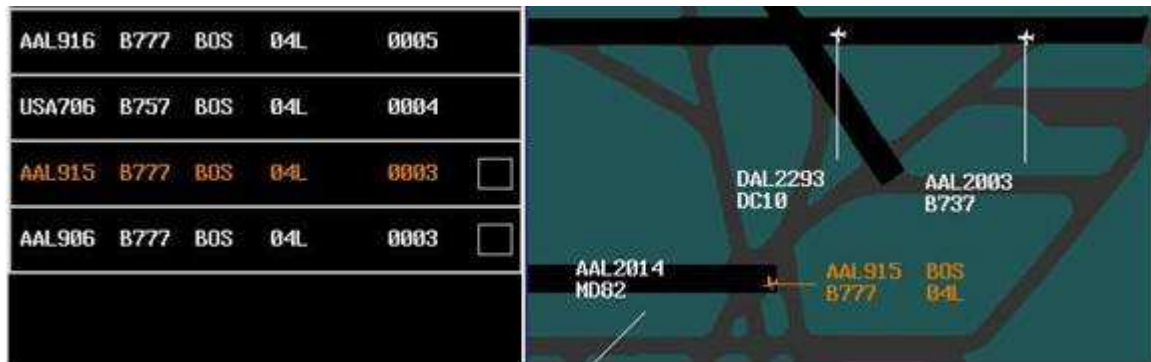 AAL916 B777 BOS 04L 0005
USA706 B757 BOS 04L 0004
AAL915 B777 BOS 04L 0003
AAL906 B777 BOS 04L 0003
DAL2293
DC10
AAL2003
B737
AAL2014
MD82
AAL915 BOS
B777 04L